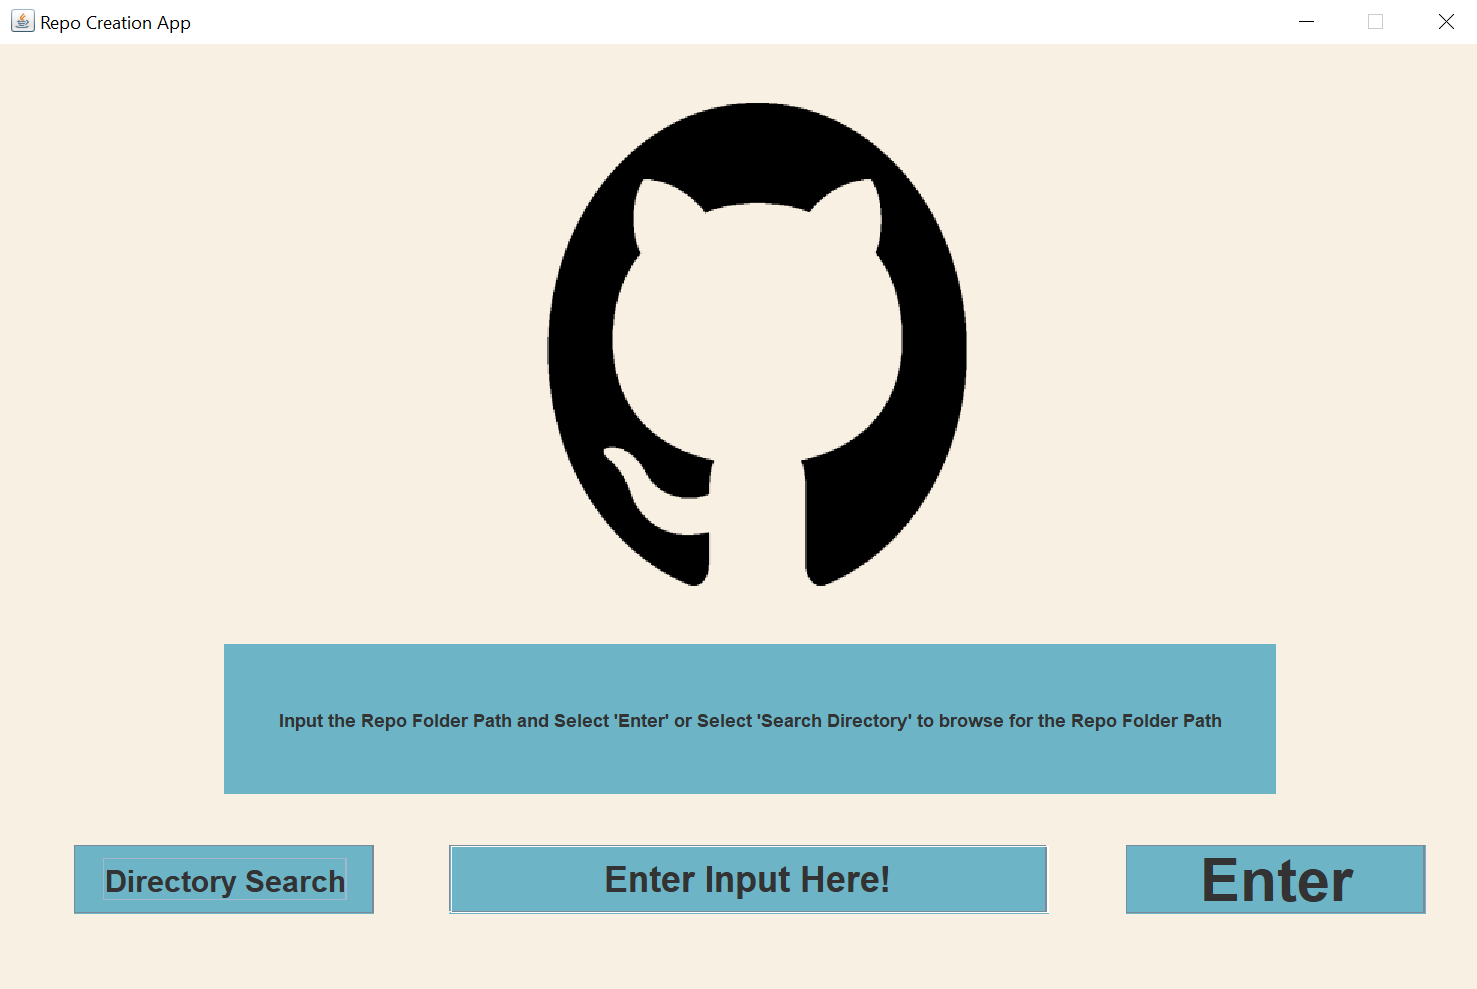 Repo Creation App
Input the Repo Folder Path and Select 'Enter' or Select 'Search Directory' to browse for the Repo Folder Path
Directory Search
Enter Input Here!
Enter